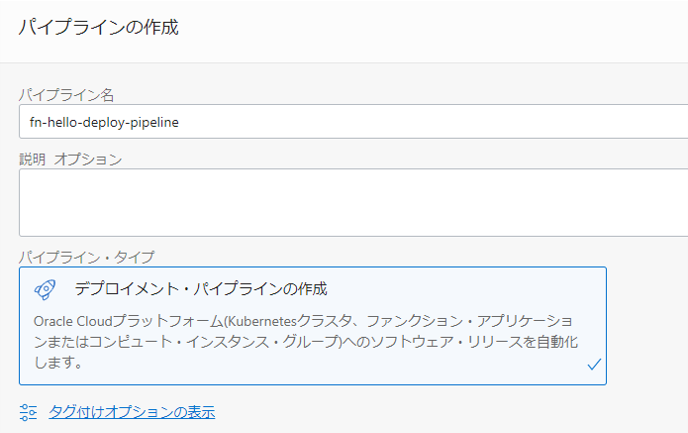 パイプラインの作成
パイプライン名
fn-hello-deploy-pipeline
説明 オプション
パイプライン・タイプ
デプロイメント・パイプラインの作成
Oracle Cloudプラットフォーム(Kubernetesクラスタ、ファンクション・アプリケーショ
ンまたはコンピュート・インスタンス・グループ)へのソフトウェア・リリースを自動化
します。
タグ付けオプションの表示